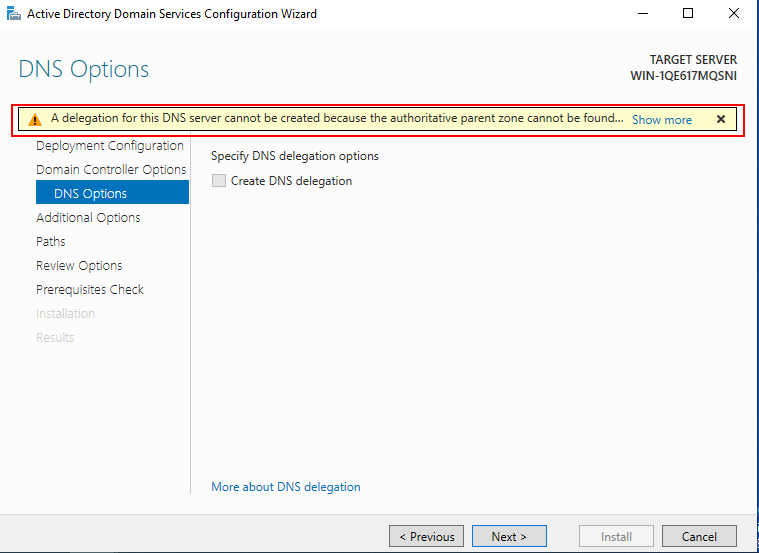 Active Directory Domain Services Configuration Wizard
DNS Options
TARGET SERVER
WIN-1QE617MQSNI
A delegation for this DNS server cannot be created because the authoritative parent zone cannot be found... Show more
Deployment Configuration
Domain Controller Options
DNS Options
Additional Options
Paths
Review Options
Prerequisites Check
Installation
Results
Specify DNS delegation options
Create DNS delegation
More about DNS delegation
< Previous
Next >
Install
Cancel